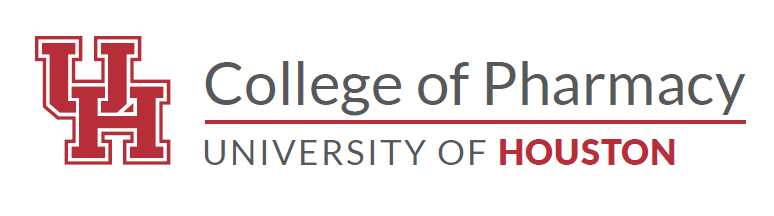 UH
College of Pharmacy
UNIVERSITY OF HOUSTON